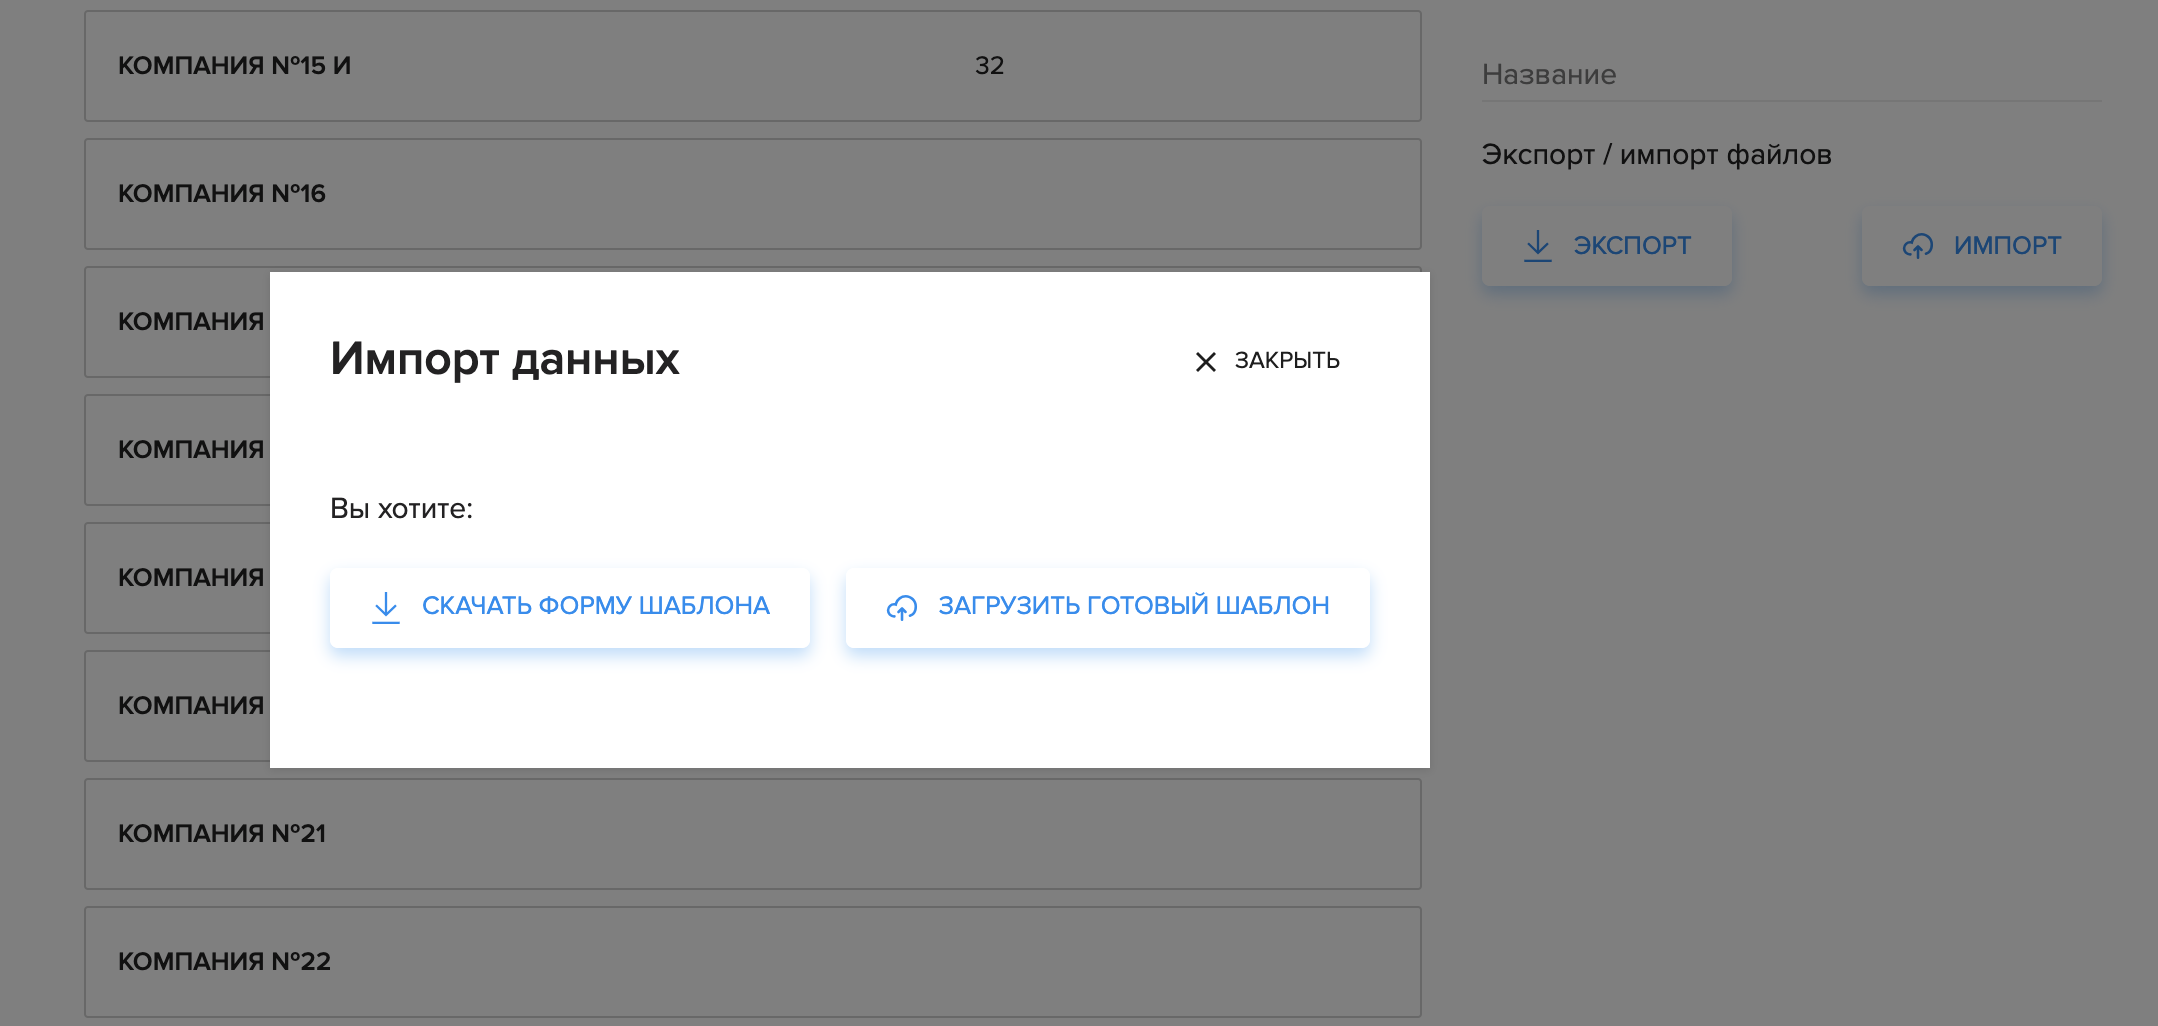 КОМПАНИЯ №15 И 32
КОМПАНИЯ №16
КОМПАНИЯ
КОМПАНИЯ
КОМПАНИЯ
КОМПАНИЯ
КОМПАНИЯ №21
КОМПАНИЯ №22
Название
Экспорт / импорт файлов
ЭКСПОРТ ИМПОРТ
Импорт данных ЗАКРЫТЬ
Вы хотите:
СКАЧАТЬ ФОРМУ ШАБЛОНА ЗАГРУЗИТЬ ГОТОВЫЙ ШАБЛОН